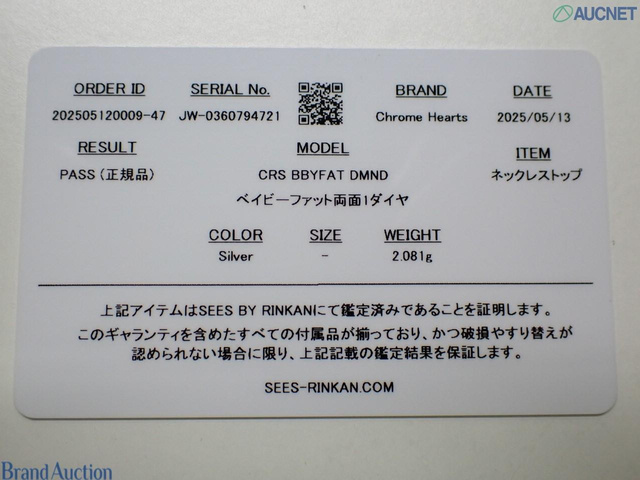 AUCNET
ORDER ID SERIAL No. BRAND DATE
202505120009-47 JW-0360794721 Chrome Hearts 2025/05/13
RESULT MODEL ITEM
PASS（正規品） CRS BBYFAT DMND ネックレストップ
ベイビーファット両面1ダイヤ
COLOR SIZE WEIGHT
Silver - 2.081g
上記アイテムはSEES BY RINKANにて鑑定済みであることを証明します。
このギャランティを含めたすべての付属品が揃っており、かつ破損やすり替えが
認められない場合に限り、上記記載の鑑定結果を保証します。
SEES-RINKAN.COM
Brand Auction